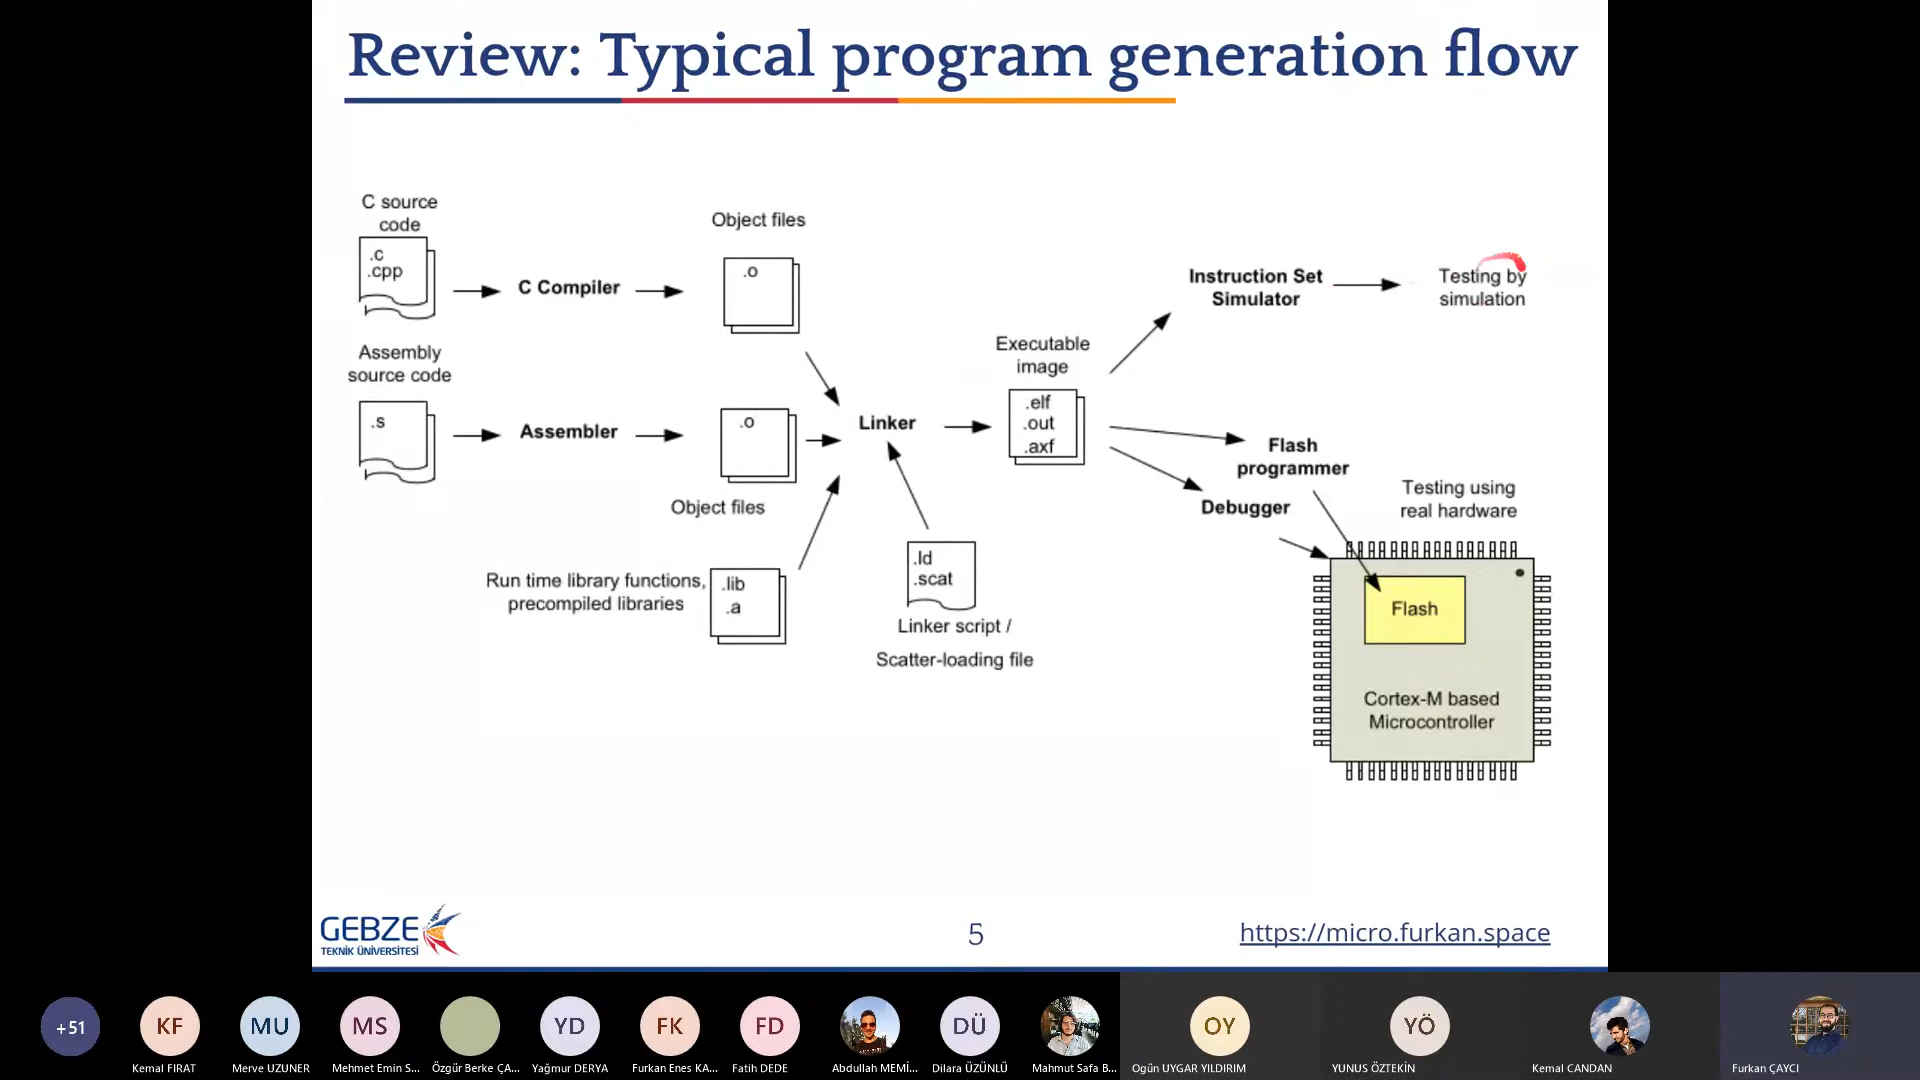 Review: Typical program generation flow
C source
code
.c
.cpp
C Compiler
Object files
.o
Assembly
source code
.s
Assembler
.o
Object files
Run time library functions,
precompiled libraries
.lib
.a
Linker
.ld
.scat
Linker script /
Scatter-loading file
Executable
image
.elf
.out
.axf
Instruction Set
Simulator
Testing by
simulation
Flash
programmer
Debugger
Testing using
real hardware
Flash
Cortex-M based
Microcontroller
GEBZE
TEKNİK ÜNİVERSİTESİ
5
https://micro.furkan.space
+51
KF
MU
MS
YD
FK
FD
DÜ
OY
YÖ
Kemal FIRAT
Merve UZUNER
Mehmet Emin S...
Özgür Berke ÇA...
Yağmur DERYA
Furkan Enes KA...
Fatih DEDE
Abdullah MEMİ...
Dilara ÜZÜNLÜ
Mahmut Safa B...
Ogün UYGAR YILDIRIM
YUNUS ÖZTEKİN
Kemal CANDAN
Furkan ÇAYCI